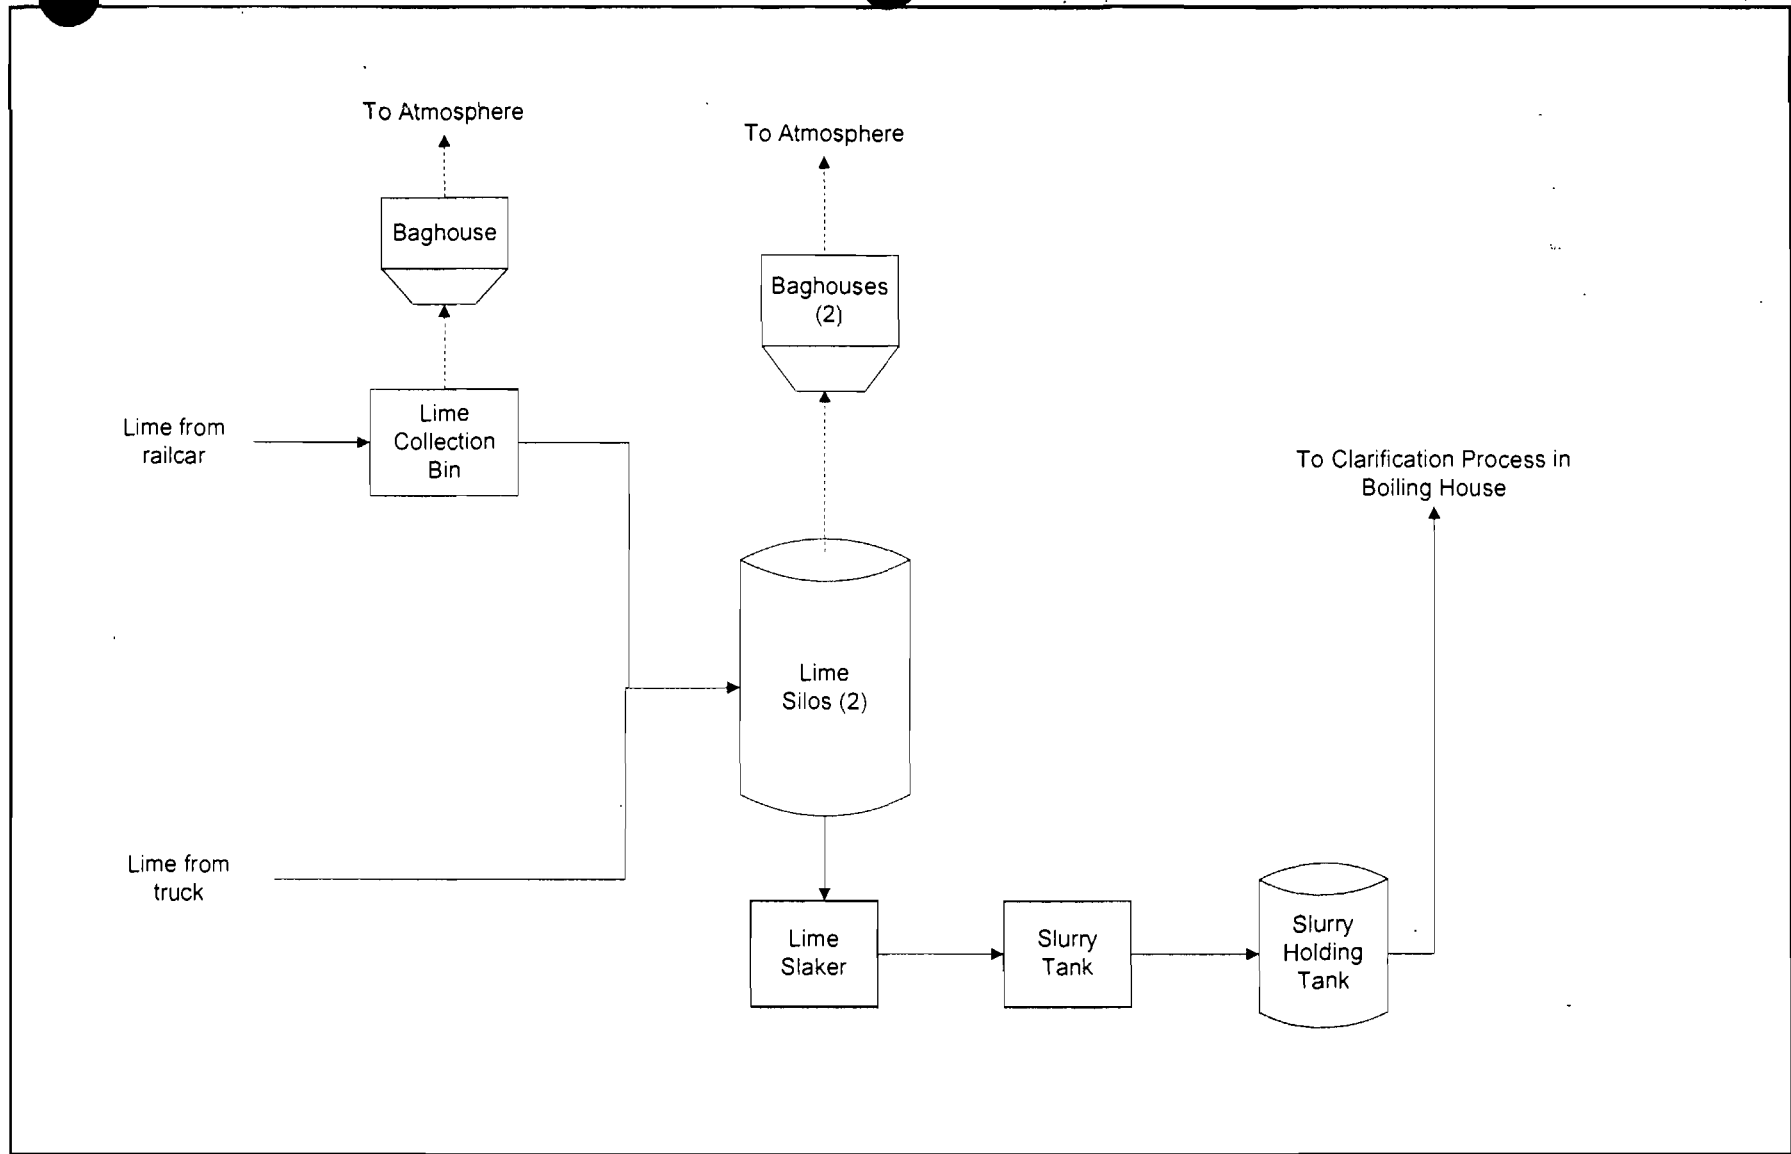 To Atmosphere
To Atmosphere
Baghouse
Baghouses
(2)
Lime from
railcar
Lime
Collection
Bin
To Clarification Process in
Boiling House
Lime
Silos (2)
Lime from
truck
Lime
Slaker
Slurry
Tank
Slurry
Holding
Tank